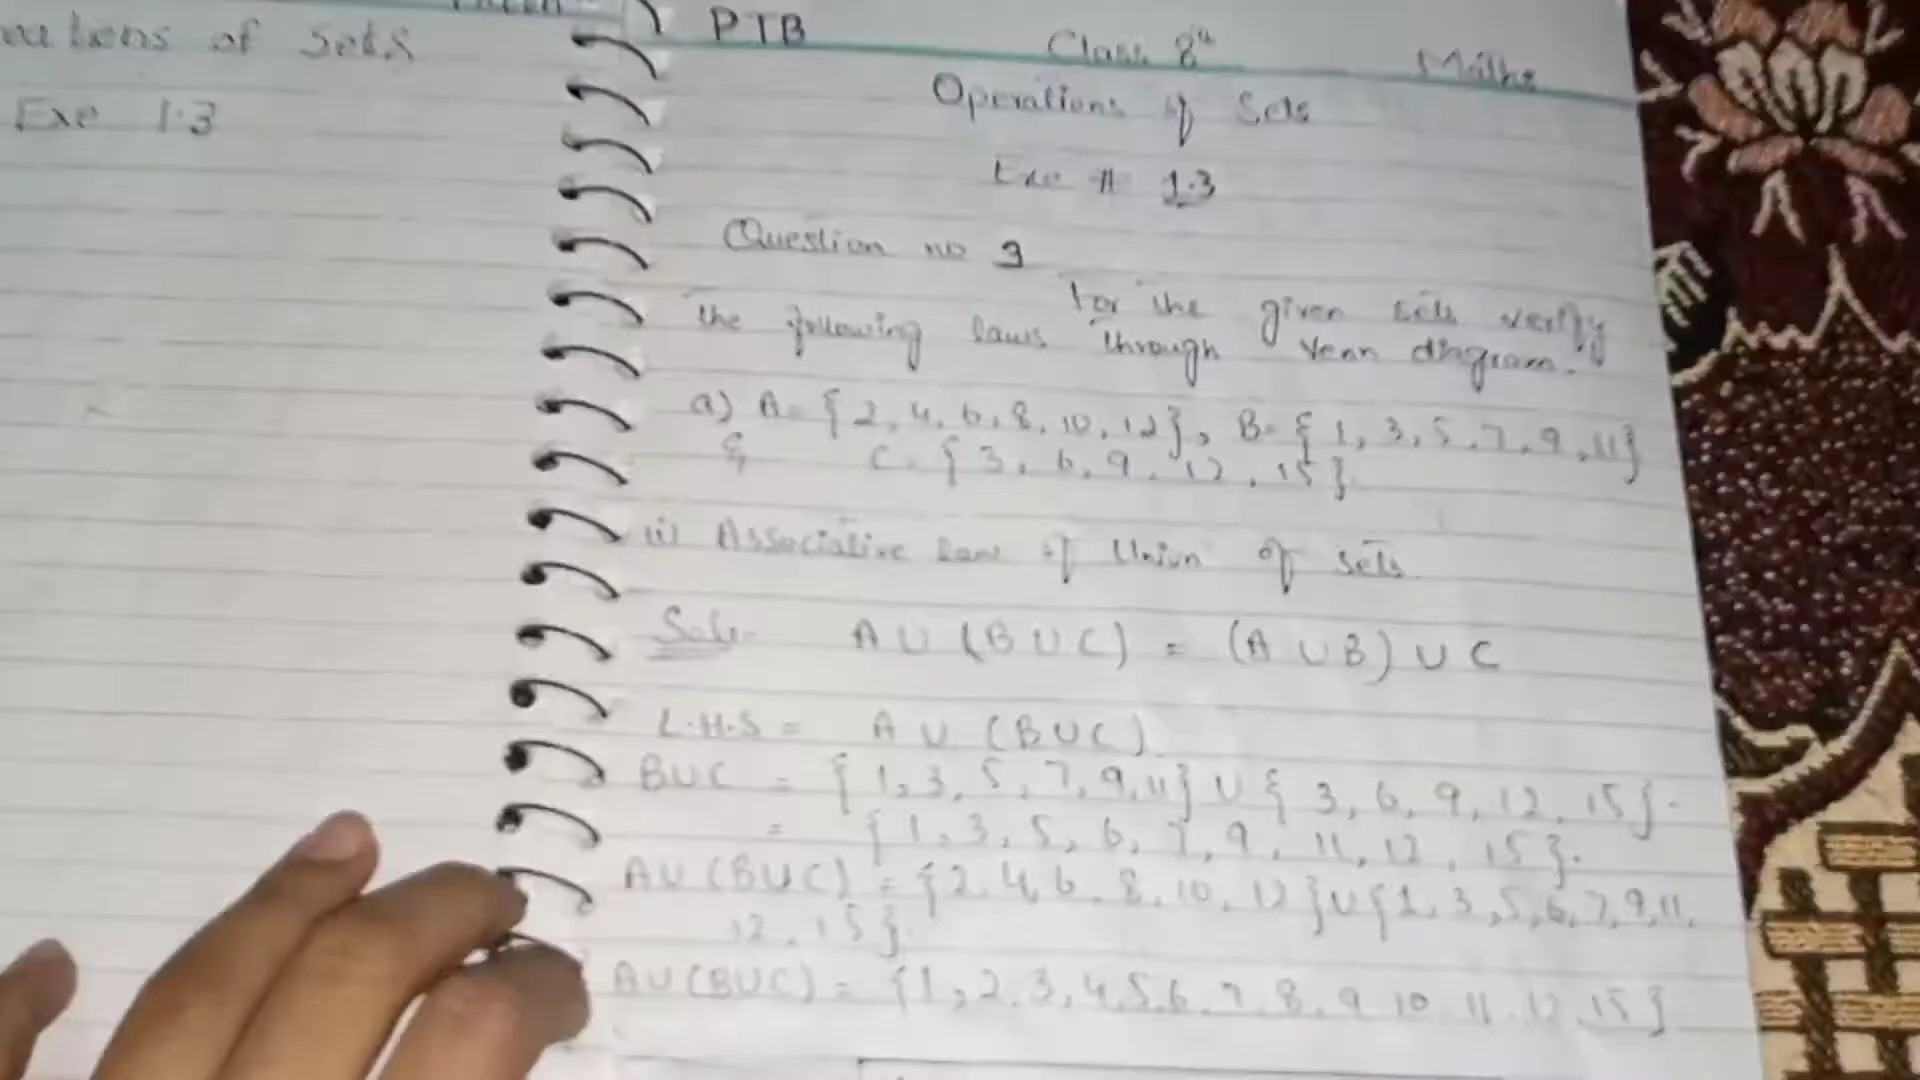 of Sets
Exe 1.3
PTB Class 8th Maths
Operations of Sets
Exe # 1.3
Question no 3
For the given sets verify
the following laws through Venn diagram.
a) A = {2, 4, 6, 8, 10, 12}, B = {1, 3, 5, 7, 9, 11}
& C = {3, 6, 9, 12, 15}
ii) Associative law of Union of sets
Sol:- A U (B U C) = (A U B) U C
L.H.S = A U (B U C)
B U C = {1, 3, 5, 7, 9, 11} U {3, 6, 9, 12, 15}.
= {1, 3, 5, 6, 7, 9, 11, 12, 15}.
A U (B U C) = {2, 4, 6, 8, 10, 12} U {1, 3, 5, 6, 7, 9, 11,
12, 15}.
A U (B U C) = {1, 2, 3, 4, 5, 6, 7, 8, 9, 10, 11, 12, 15}